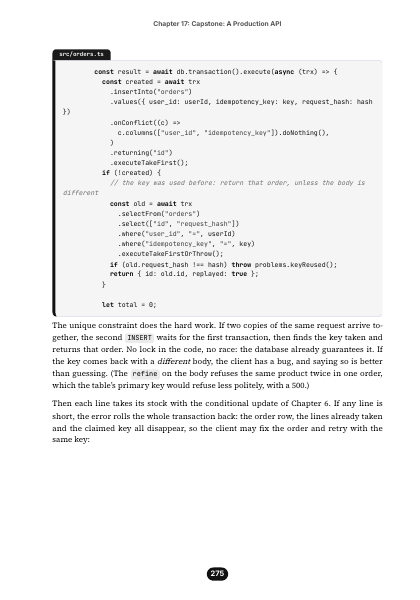 Chapter 17: Capstone: A Production API
src/orders.ts
const result = await db.transaction().execute(async (trx) => {
const created = await trx
.insertInto("orders")
.values({ user_id: userId, idempotency_key: key, request_hash: hash
})
.onConflict((c) =>
c.columns(["user_id", "idempotency_key"]).doNothing(),
)
.returning("id")
.executeTakeFirst();
if (!created) {
// the key was used before: return that order, unless the body is
different
const old = await trx
.selectFrom("orders")
.select(["id", "request_hash"])
.where("user_id", "=", userId)
.where("idempotency_key", "=", key)
.executeTakeFirstOrThrow();
if (old.request_hash !== hash) throw problems.keyReused();
return { id: old.id, replayed: true };
}
let total = 0;
The unique constraint does the hard work. If two copies of the same request arrive to-
gether, the second INSERT waits for the first transaction, then finds the key taken and
returns that order. No lock in the code, no race: the database already guarantees it. If
the key comes back with a different body, the client has a bug, and saying so is better
than guessing. (The refine on the body refuses the same product twice in one order,
which the table's primary key would refuse less politely, with a 500.)
Then each line takes its stock with the conditional update of Chapter 6. If any line is
short, the error rolls the whole transaction back: the order row, the lines already taken
and the claimed key all disappear, so the client may fix the order and retry with the
same key:
275